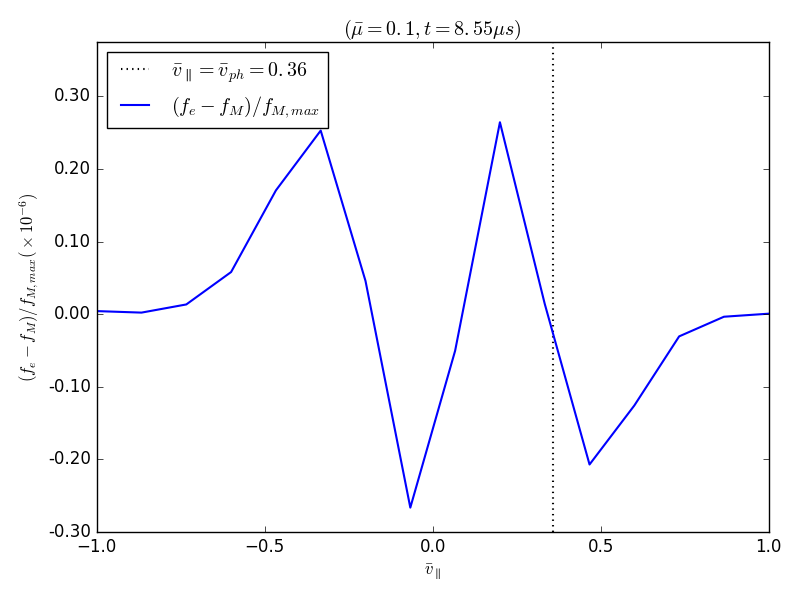 (μ̄ = 0.1, t = 8.55μs)
v̄∥ = v̄ph = 0.36
(fe − fM)/fM,max
0.30
0.20
0.10
0.00
-0.10
-0.20
-0.30
(fe − fM)/fM,max(×10⁻⁶)
−1.0 −0.5 0.0 0.5 1.0
v̄∥